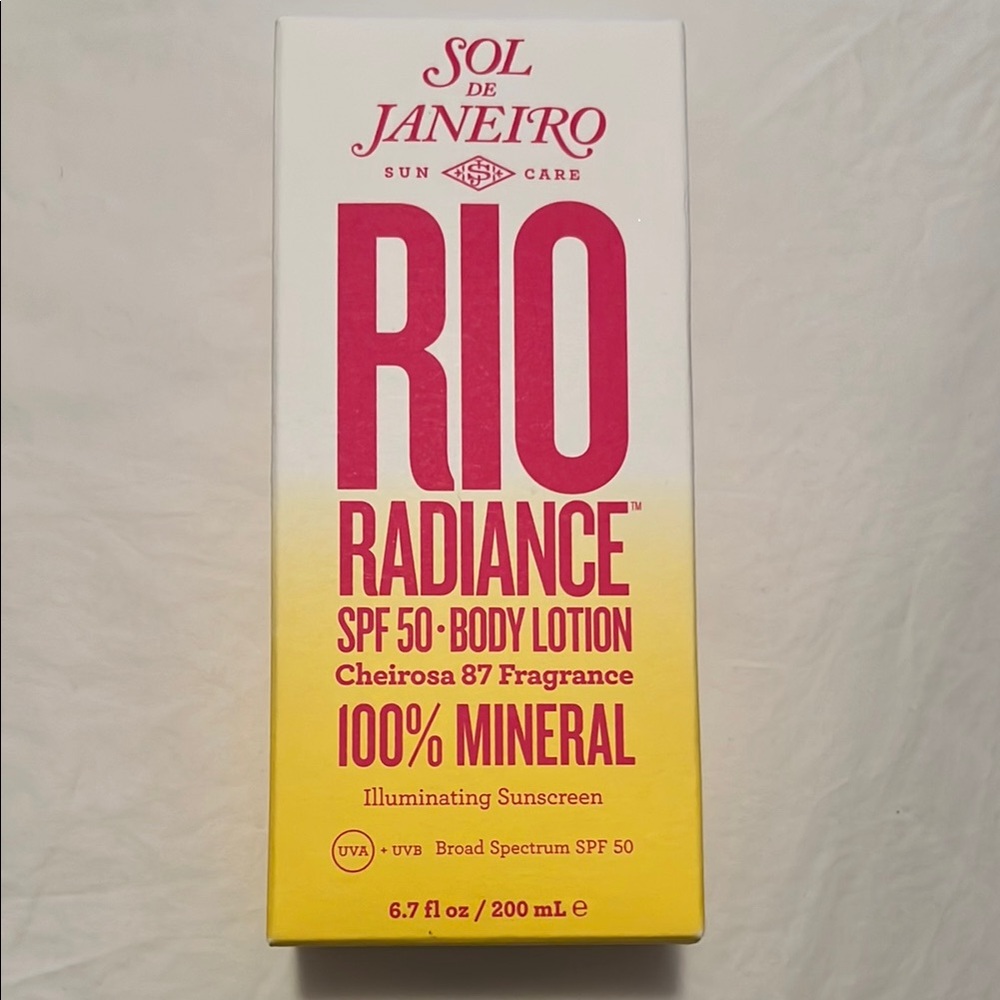 SOL
DE
JANEIRO
SUN CARE
RIO
RADIANCE™
SPF 50 • BODY LOTION
Cheirosa 87 Fragrance
100% MINERAL
Illuminating Sunscreen
UVA + UVB Broad Spectrum SPF 50
6.7 fl oz / 200 mL ℮